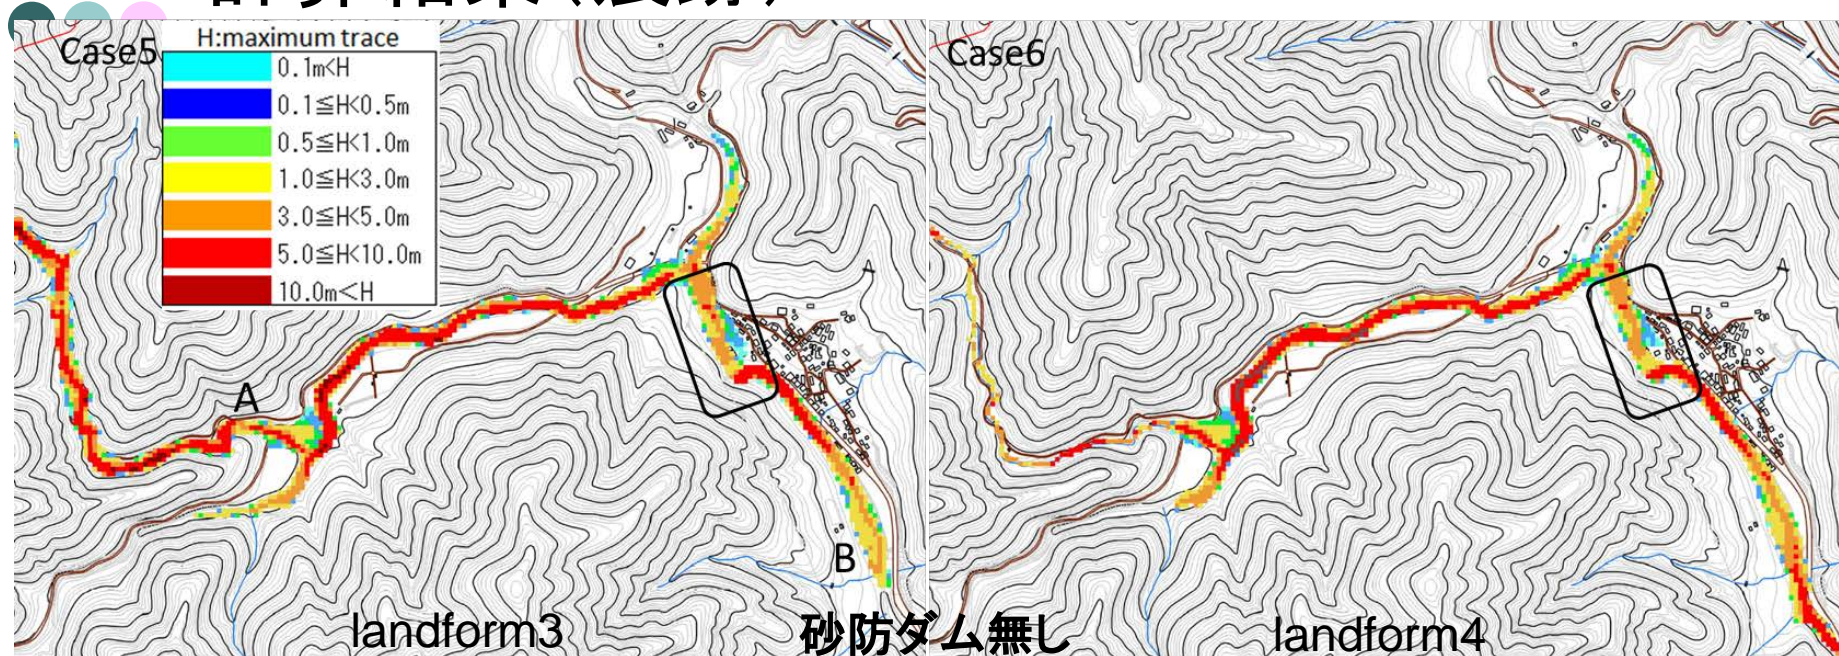 Case5
H:maximum trace
0.1m<H
0.1≦H<0.5m
0.5≦H<1.0m
1.0≦H<3.0m
3.0≦H<5.0m
5.0≦H<10.0m
10.0m<H
A
B
landform3
砂防ダム無し
Case6
landform4